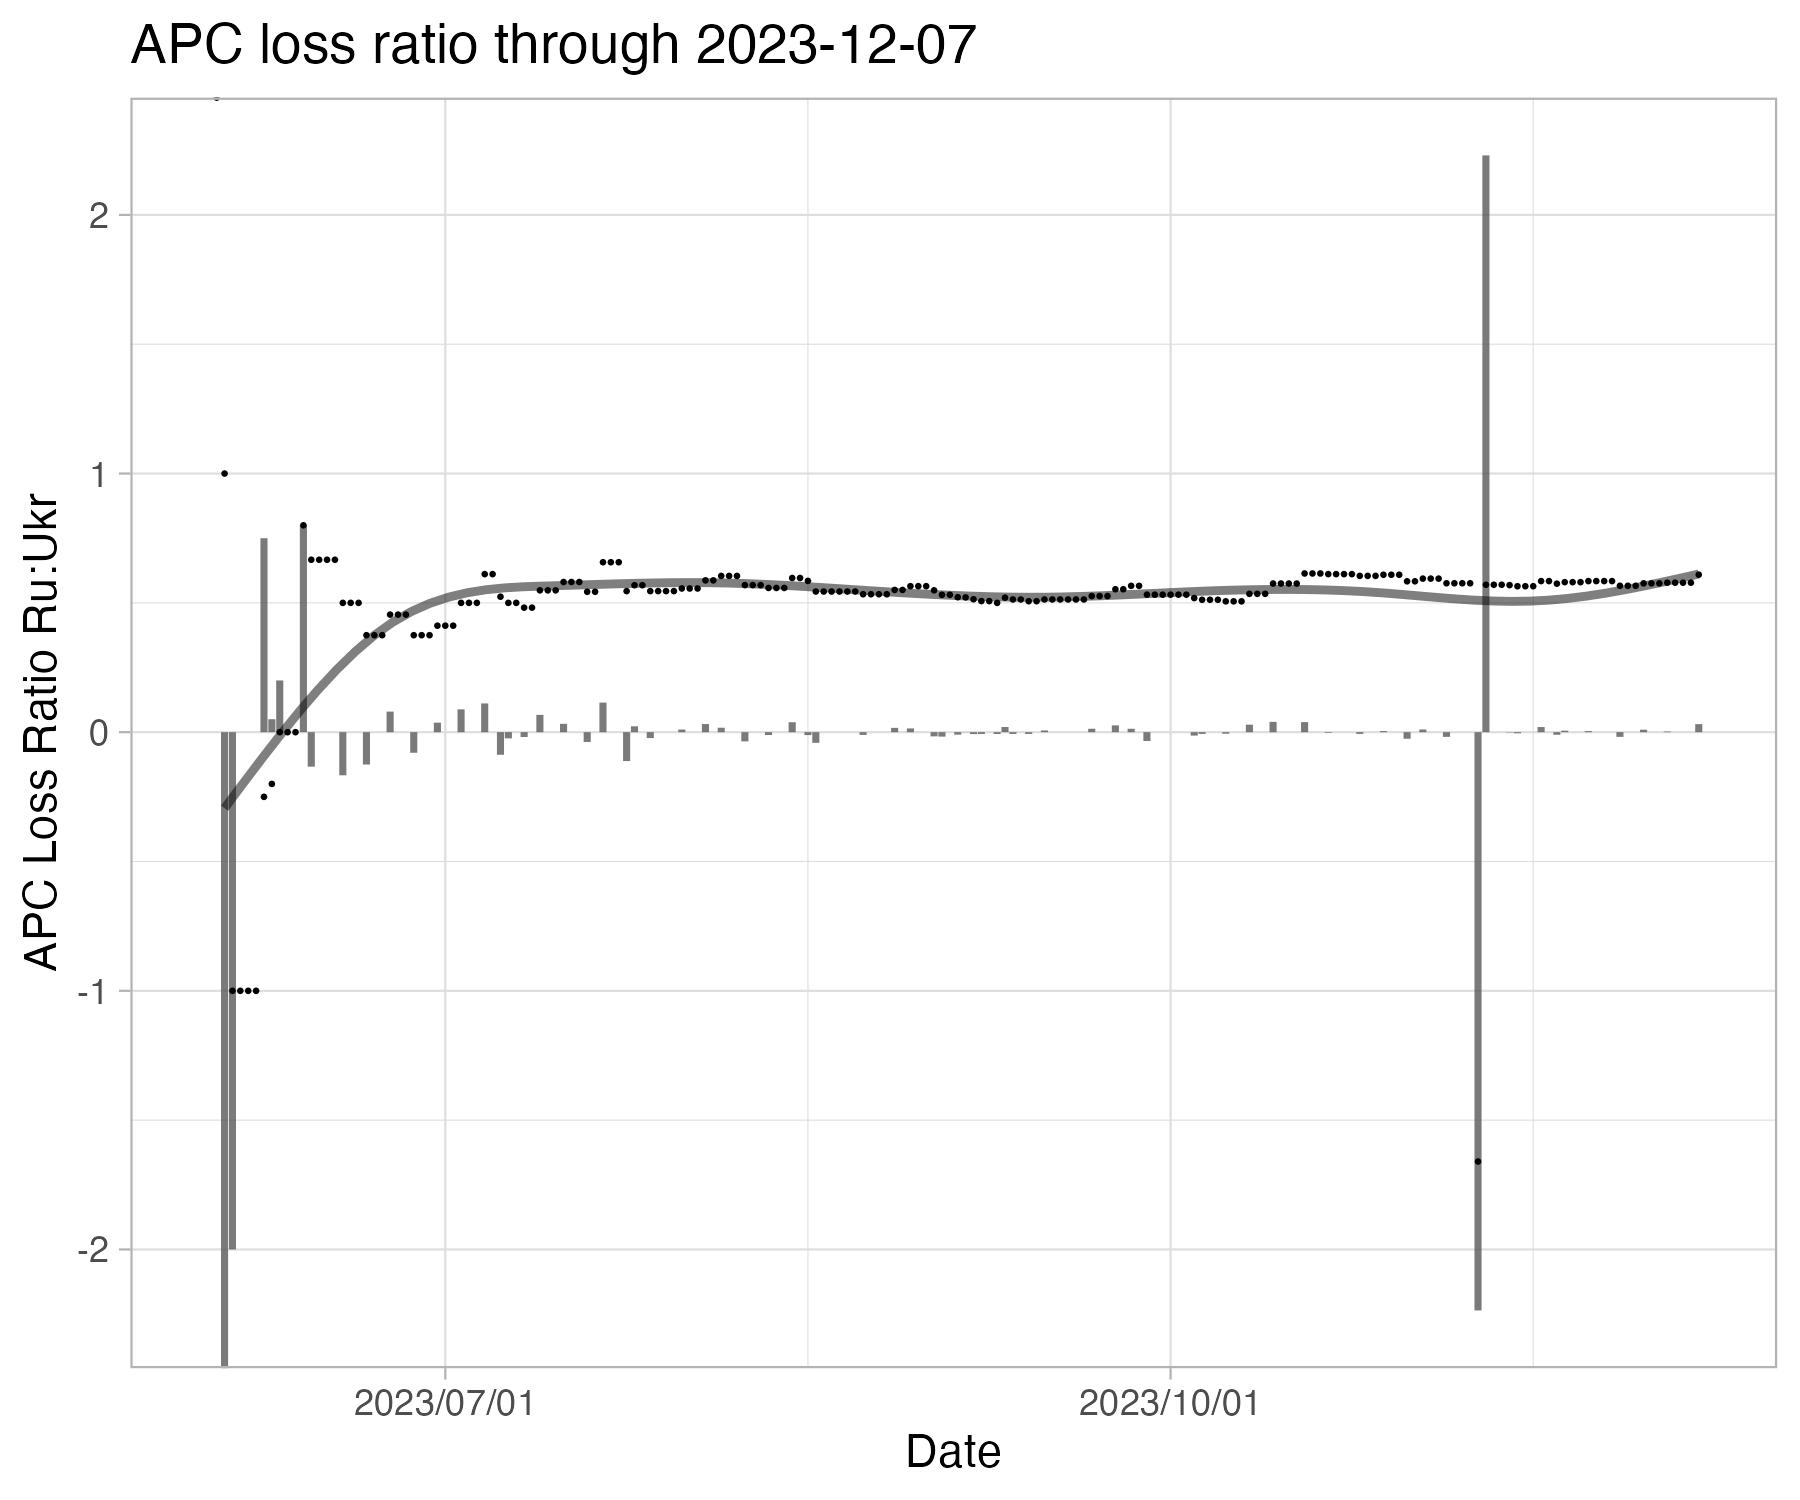 APC loss ratio through 2023-12-07
APC Loss Ratio Ru:Ukr
2
1
0
-1
-2
2023/07/01
2023/10/01
Date